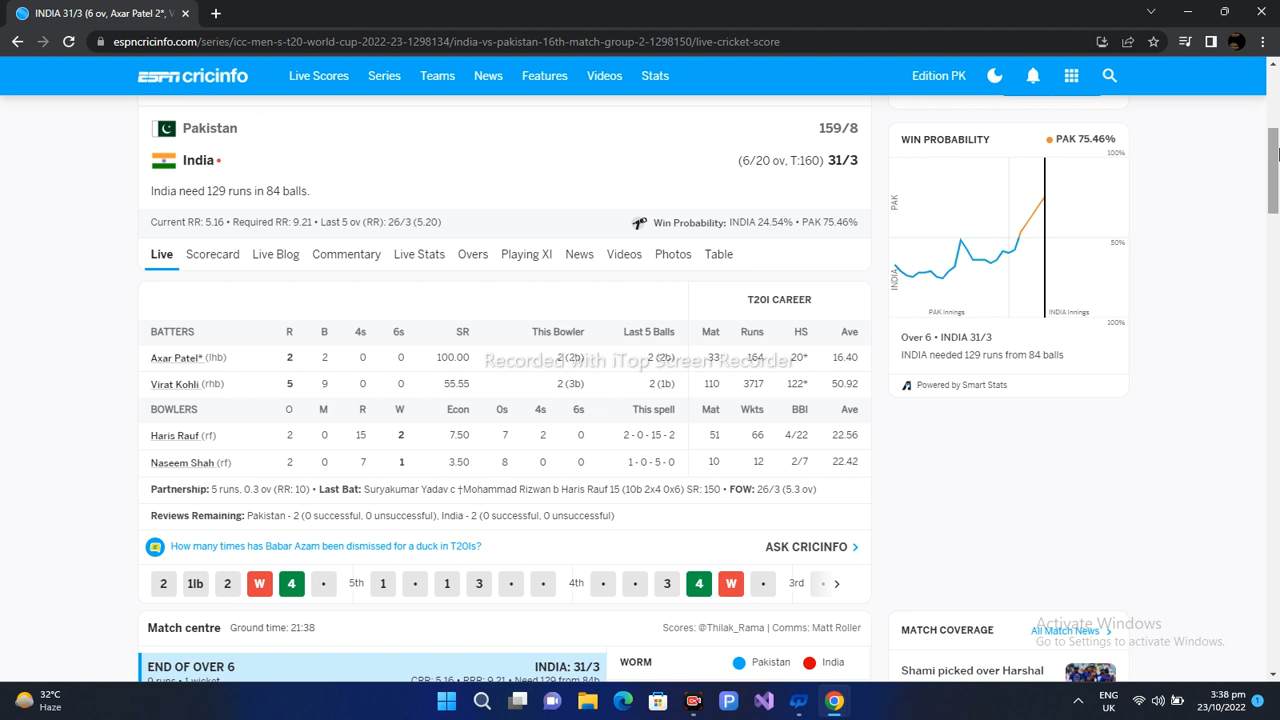 INDIA 31/3 (6 ov, Axar Patel 2*, V
espncricinfo.com/series/icc-men-s-t20-world-cup-2022-23-1298134/india-vs-pakistan-16th-match-group-2-1298150/live-cricket-score
ESPN cricinfo Live Scores Series Teams News Features Videos Stats Edition PK
Pakistan 159/8
India (6/20 ov, T:160) 31/3
India need 129 runs in 84 balls.
Current RR: 5.16 • Required RR: 9.21 • Last 5 ov (RR): 26/3 (5.20) Win Probability: INDIA 24.54% • PAK 75.46%
Live Scorecard Live Blog Commentary Live Stats Overs Playing XI News Videos Photos Table
T20I CAREER
BATTERS R B 4s 6s SR This Bowler Last 5 Balls Mat Runs HS Ave
Axar Patel* (lhb) 2 2 0 0 100.00 2 (2b) 2 (2b) 33 164 20* 16.40
Recorded with iTop Screen Recorder
Virat Kohli (rhb) 5 9 0 0 55.55 2 (3b) 2 (1b) 110 3717 122* 50.92
BOWLERS O M R W Econ 0s 4s 6s This spell Mat Wkts BBI Ave
Haris Rauf (rf) 2 0 15 2 7.50 7 2 0 2 - 0 - 15 - 2 51 66 4/22 22.56
Naseem Shah (rf) 2 0 7 1 3.50 8 0 0 1 - 0 - 5 - 0 10 12 2/7 22.42
Partnership: 5 runs, 0.3 ov (RR: 10) • Last Bat: Suryakumar Yadav c †Mohammad Rizwan b Haris Rauf 15 (10b 2x4 0x6) SR: 150 • FOW: 26/3 (5.3 ov)
Reviews Remaining: Pakistan - 2 (0 successful, 0 unsuccessful), India - 2 (0 successful, 0 unsuccessful)
How many times has Babar Azam been dismissed for a duck in T20Is? ASK CRICINFO
2 1lb 2 W 4 • 5th 1 • 1 3 • • 4th • • 3 4 W • 3rd •
Match centre Ground time: 21:38 Scores: @Thilak_Rama | Comms: Matt Roller
END OF OVER 6 INDIA: 31/3
9 runs • 1 wicket CRR: 5.16 • RRR: 9.21 • Need 129 from 84b
WORM Pakistan India
WIN PROBABILITY PAK 75.46%
100%
PAK
50%
INDIA
PAK Innings INDIA Innings
100%
Over 6 • INDIA 31/3
INDIA needed 129 runs from 84 balls
Powered by Smart Stats
MATCH COVERAGE All Match News
Shami picked over Harshal
Activate Windows
Go to Settings to activate Windows.
32°C
Haze
ENG
UK
3:38 pm
23/10/2022
1